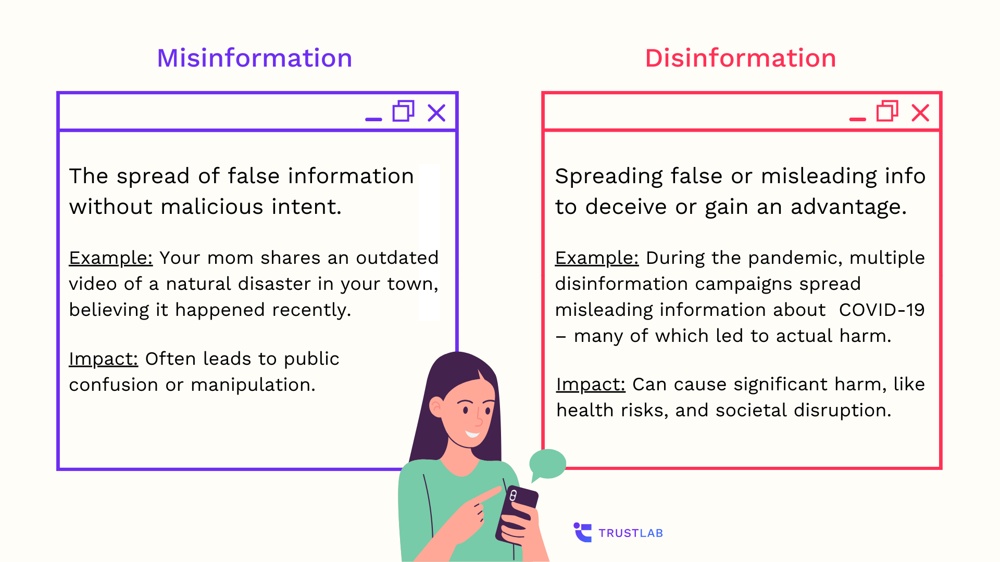 Misinformation
The spread of false information
without malicious intent.
Example: Your mom shares an outdated
video of a natural disaster in your town,
believing it happened recently.
Impact: Often leads to public
confusion or manipulation.
Disinformation
Spreading false or misleading info
to deceive or gain an advantage.
Example: During the pandemic, multiple
disinformation campaigns spread
misleading information about  COVID-19
– many of which led to actual harm.
Impact: Can cause significant harm, like
health risks, and societal disruption.
TRUSTLAB